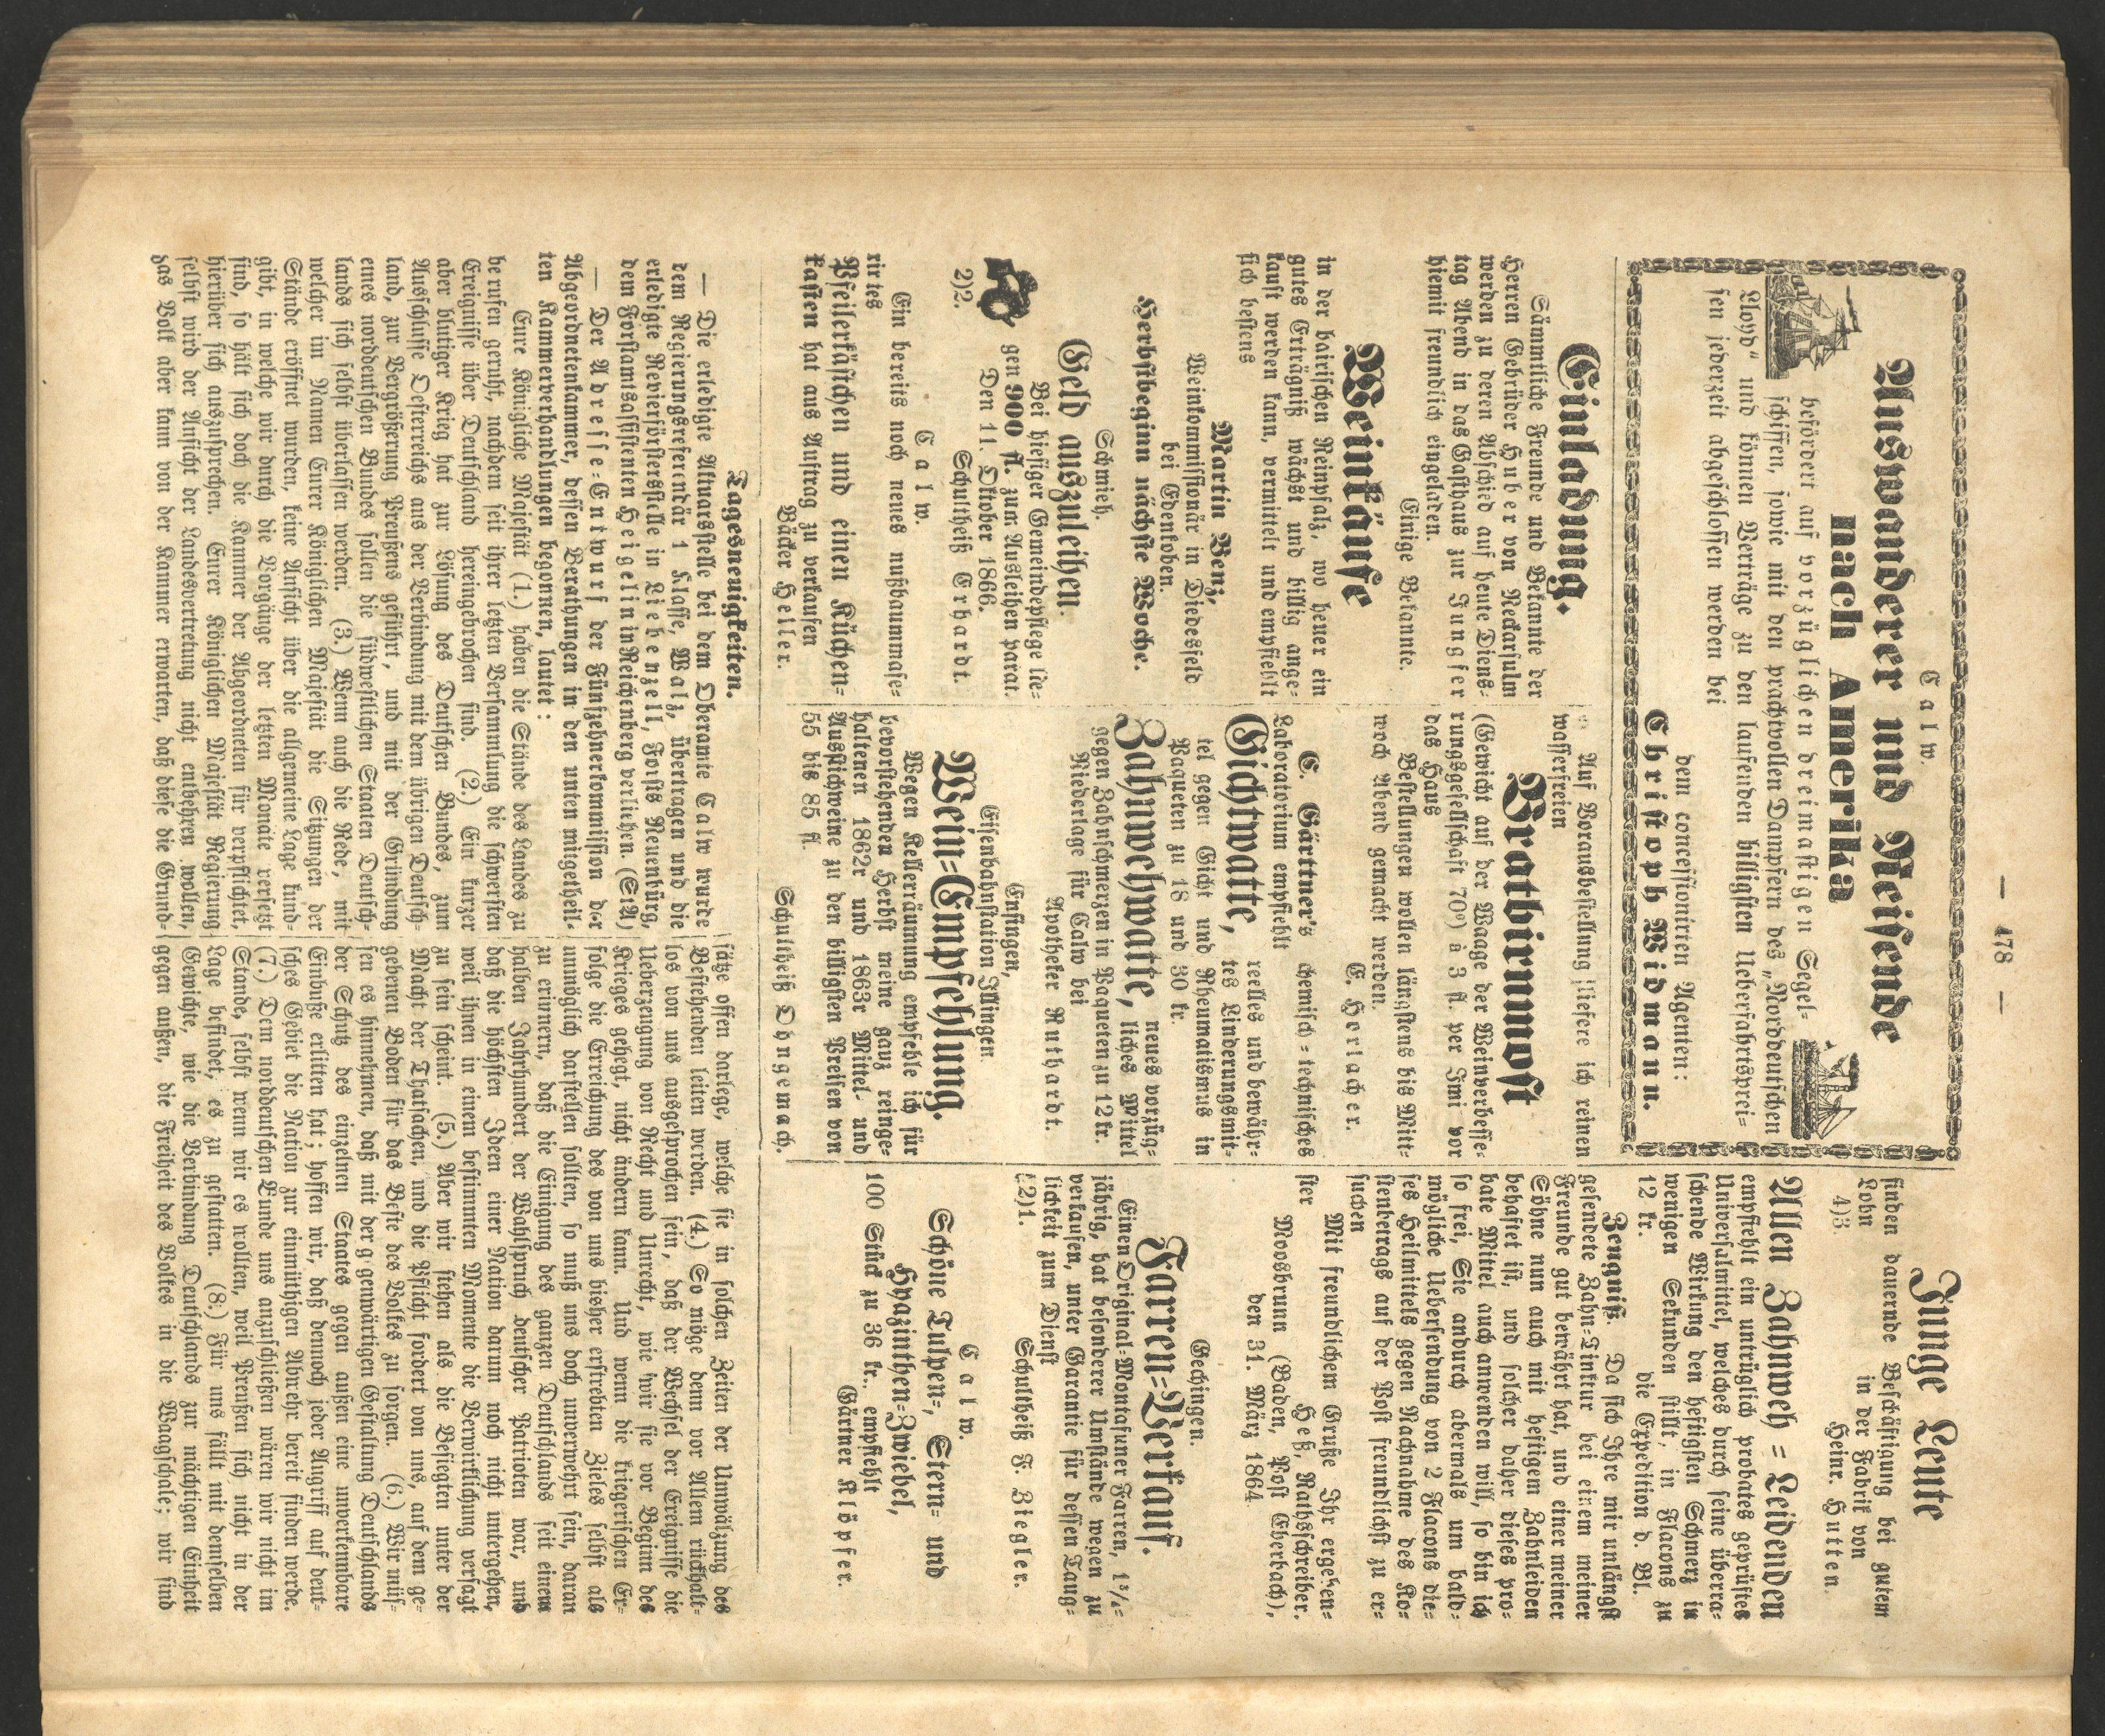 — 478 —
Calw.
Auswanderer und Reisende
nach Amerika
befördert auf vorzüglichen dreimastigen Segel-
schiffen, sowie mit den prachtvollen Dampfern des „Norddeutschen
Lloyd" und können Verträge zu den laufenden billigsten Ueberfahrtsprei-
sen jederzeit abgeschlossen werden bei
dem concessionirten Agenten:
Christoph Widmann.
Einladung.
Sämmtliche Freunde und Bekannte der
Herren Gebrüder Huber von Neckarsulm
werden zu deren Abschied auf heute Diens-
tag Abend in das Gasthaus zur Jungfer
hiemit freundlich eingeladen.
Einige Bekannte.
Weinkäufe
in der bairischen Reinpfalz, wo heuer ein
gutes Erträgniß wächst und billig ange-
kauft werden kann, vermittelt und empfiehlt
sich bestens
Martin Benz,
Weinkommissionär in Diedesfeld
bei Edenkoben.
Herbstbeginn nächste Woche.
Schmieh.
Geld auszuleihen.
Bei hiesiger Gemeindepflege lie-
gen 900 fl. zum Ausleihen parat.
Den 11. Oktober 1866.
2)2. Schultheiß Erhardt.
Calw.
Ein bereits noch neues nußbaummase-
rirtes
Pfeilerkästchen und einen Küchen-
kasten hat aus Auftrag zu verkaufen
Bäcker Heller.
Auf Vorausbestellung liefere ich reinen
wasserfreien
Bratbirnmost
(Gewicht auf der Waage der Weinverbesse-
rungsgesellschaft 70°) à 3 fl. per Imi vor
das Haus
Bestellungen wollen längstens bis Mitt-
woch Abend gemacht werden.
E. Horlacher.
C. Gärtner's chemisch-technisches
Laboratorium empfiehlt
Gichtwatte, reelles und bewähr-
tes Linderungsmit-
tel gegen Gicht und Rheumatismus in
Paqueten zu 18 und 30 kr.
Zahnwehwatte, neues vorzüg-
liches Mittel
gegen Zahnschmerzen in Paqueten zu 12 kr.
Niederlage für Calw bei
Apotheker Ruthardt.
Ensingen,
Eisenbahnstation Illingen.
Wein-Empfehlung.
Wegen Kellerräumung empfehle ich für
bevorstehenden Herbst meine ganz reinge-
haltenen 1862r und 1863r Mittel- und
Ausstichweine zu den billigsten Preisen von
55 bis 85 fl.
Schultheiß Dhngemach.
Junge Leute
finden dauernde Beschäftigung bei gutem
Lohn in der Fabrik von
4)3. Heinr. Hutten.
Allen Zahnweh-Leidenden
empfiehlt ein untrüglich probates geprüftes
Universalmittel, welches durch seine überra-
schende Wirkung den heftigsten Schmerz in
wenigen Sekunden stillt, in Flacons zu
12 kr. die Expedition d. Bl.
Zeugniß. Da sich Ihre mir unlängst
gesendete Zahn-Tinktur bei einem meiner
Freunde gut bewährt hat, und einer meiner
Söhne nun auch mit heftigem Zahnleiden
behaftet ist, und solcher daher dieses pro-
bate Mittel auch anwenden will, so bin ich
so frei, Sie andurch abermals um bald-
mögliche Uebersendung von 2 Flacons die-
ses Heilmittels gegen Nachnahme des Ko-
stenbetrags auf der Post freundlichst zu er-
suchen
Mit freundlichem Gruße Ihr ergeben-
ster Heß, Rathsschreiber.
Moosbrunn (Baden, Post Eberbach),
den 31. März 1864
Gechingen.
Farren-Verkauf.
Einen Original-Montafuner Farren, 1¾-
jährig, hat besonderer Umstände wegen zu
verkaufen, unter Garantie für dessen Taug-
lichkeit zum Dienst
(2)1. Schultheiß F. Ziegler.
Calw.
Schöne Tulpen-, Stern- und
Hyazinthen-Zwiebel,
100 Stück zu 36 kr. empfiehlt
Gärtner Klöpfer.
Tagesneuigkeiten.
— Die erledigte Aktuarsstelle bei dem Oberamte Calw wurde
dem Regierungsreferendär 1 Klasse, Walz, übertragen und die
erledigte Revierförstersstelle in Liebenzell, Forsts Neuenbürg,
dem Forstamtsassistenten Heigelin in Reichenberg verliehen. (StA)
— Der Adresse-Entwurf der Fünfzehnerkommission der
Abgeordnetenkammer, dessen Berathungen in den unten mitgetheil-
ten Kammerverhandlungen begonnen, lautet:
Eure Königliche Majestät (1.) haben die Stände des Landes zu
berufen geruht, nachdem seit ihrer letzten Versammlung die schwersten
Ereignisse über Deutschland hereingebrochen sind. (2.) Ein kurzer
aber blutiger Krieg hat zur Lösung des Deutschen Bundes, zum
Ausschlusse Oesterreichs aus der Verbindung mit dem übrigen Deutsch-
land, zur Vergrößerung Preußens geführt, und mit der Gründung
eines norddeutschen Bundes sollen die südwestlichen Staaten Deutsch-
lands sich selbst überlassen werden. (3.) Wenn auch die Rede, mit
welcher im Namen Eurer Königlichen Majestät die Sitzungen der
Stände eröffnet wurden, keine Ansicht über die allgemeine Lage kund-
gibt, in welche wir durch die Vorgänge der letzten Monate versetzt
sind, so hält sich doch die Kammer der Abgeordneten für verpflichtet,
hierüber sich auszusprechen. Eurer Königlichen Majestät Regierung
selbst wird der Ansicht der Landesvertretung nicht entbehren wollen,
das Volk aber kann von der Kammer erwarten, daß diese die Grund-
sätze offen darlege, welche sie in solchen Zeiten der Umwälzung des
Bestehenden leiten werden. (4.) So möge denn vor Allem rückhalt-
los von uns ausgesprochen sein, daß der Wechsel der Ereignisse die
Ueberzeugung von Recht und Unrecht, wie wir sie vor Beginn des
Krieges gehegt, nicht ändern kann. Und wenn die kriegerischen Er-
folge die Erreichung des von uns bisher erstrebten Zieles selbst als
unmöglich darstellen sollten, so muß uns doch unverwehrt sein, daran
zu erinnern, daß die Einigung des ganzen Deutschlands seit einem
halben Jahrhundert der Wahlspruch deutscher Patrioten war, und
daß die höchsten Ideen einer Nation darum noch nicht untergehen,
weil ihnen in einem bestimmten Momente die Verwirklichung versagt
zu sein scheint. (5.) Aber wir stehen als die Besiegten unter der
Macht der Thatsachen, und die Pflicht fordert von uns, auf dem ge-
gebenen Boden für das Beste des Volkes zu sorgen. (6.) Wir müs-
sen es hinnehmen, daß mit der gegenwärtigen Gestaltung Deutschlands
der Schutz des einzelnen Staates gegen außen eine unverkennbare
Einbuße erlitten hat; hoffen wir, daß dennoch jeder Angriff auf deut-
sches Gebiet die Nation zur einmüthigen Abwehr bereit finden werde.
(7.) Dem norddeutschen Bunde uns anzuschließen wären wir nicht im
Stande, selbst wenn wir es wollten, weil Preußen sich nicht in der
Lage befindet, es zu gestatten. (8.) Für uns fällt mit demselben
Gewichte, wie die Verbindung Deutschlands zur mächtigen Einheit
gegen außen, die Freiheit des Volkes in die Waagschale; wir sind